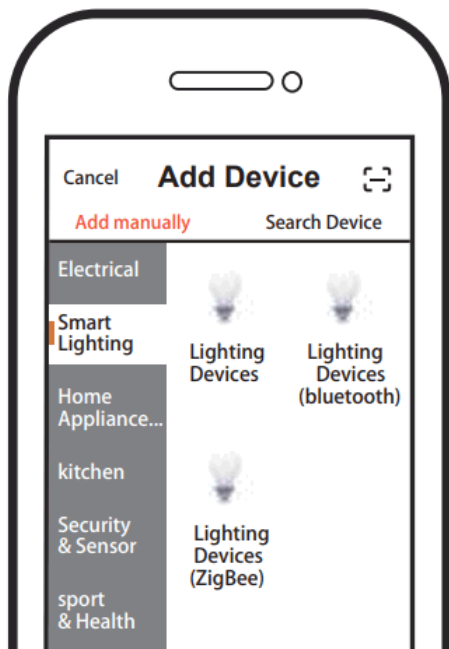 Cancel Add Device
Add manually Search Device
Electrical
Smart
Lighting
Home
Appliance...
kitchen
Security
& Sensor
sport
& Health
Lighting
Devices
Lighting
Devices
(bluetooth)
Lighting
Devices
(ZigBee)